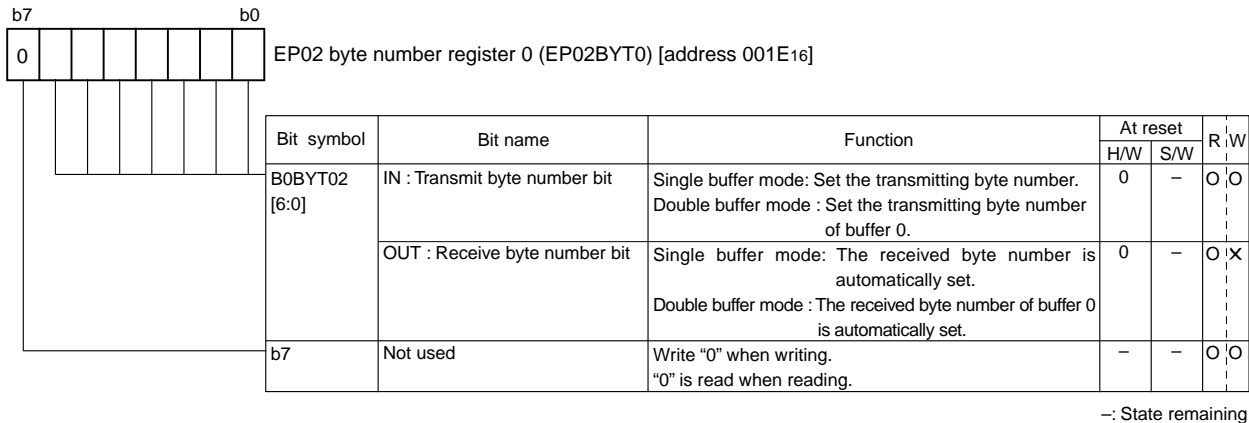 b7 b0
0 EP02 byte number register 0 (EP02BYT0) [address 001E16]
Bit symbol Bit name Function At reset R W
H/W S/W
B0BYT02 IN : Transmit byte number bit Single buffer mode: Set the transmitting byte number. 0 – O O
[6:0] Double buffer mode : Set the transmitting byte number
of buffer 0.
OUT : Receive byte number bit Single buffer mode: The received byte number is 0 – O ×
automatically set.
Double buffer mode : The received byte number of buffer 0
is automatically set.
b7 Not used Write “0” when writing. – – O O
“0” is read when reading.
–: State remaining